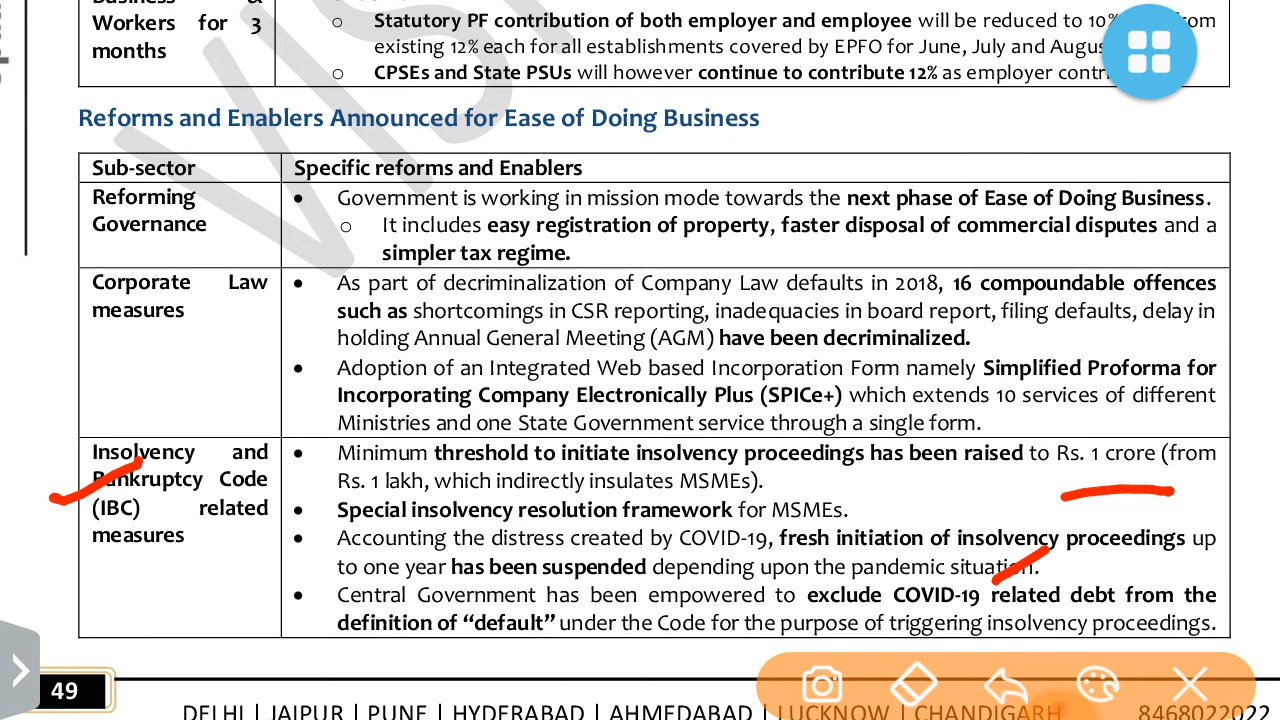 Workers for 3
months
o Statutory PF contribution of both employer and employee will be reduced to 10%
existing 12% each for all establishments covered by EPFO for June, July and
o CPSEs and State PSUs will however continue to contribute 12% as employer
Reforms and Enablers Announced for Ease of Doing Business
Sub-sector Specific reforms and Enablers
Reforming
Governance
• Government is working in mission mode towards the next phase of Ease of Doing Business.
o It includes easy registration of property, faster disposal of commercial disputes and a
simpler tax regime.
Corporate Law
measures
• As part of decriminalization of Company Law defaults in 2018, 16 compoundable offences
such as shortcomings in CSR reporting, inadequacies in board report, filing defaults, delay in
holding Annual General Meeting (AGM) have been decriminalized.
• Adoption of an Integrated Web based Incorporation Form namely Simplified Proforma for
Incorporating Company Electronically Plus (SPICe+) which extends 10 services of different
Ministries and one State Government service through a single form.
Insolvency and
Bankruptcy Code
(IBC) related
measures
• Minimum threshold to initiate insolvency proceedings has been raised to Rs. 1 crore (from
Rs. 1 lakh, which indirectly insulates MSMEs).
• Special insolvency resolution framework for MSMEs.
• Accounting the distress created by COVID-19, fresh initiation of insolvency proceedings up
to one year has been suspended depending upon the pandemic situation.
• Central Government has been empowered to exclude COVID-19 related debt from the
definition of “default” under the Code for the purpose of triggering insolvency proceedings.
49
DELHI | JAIPUR | PUNE | HYDERABAD | AHMEDABAD | LUCKNOW | CHANDIGARH 8468022022